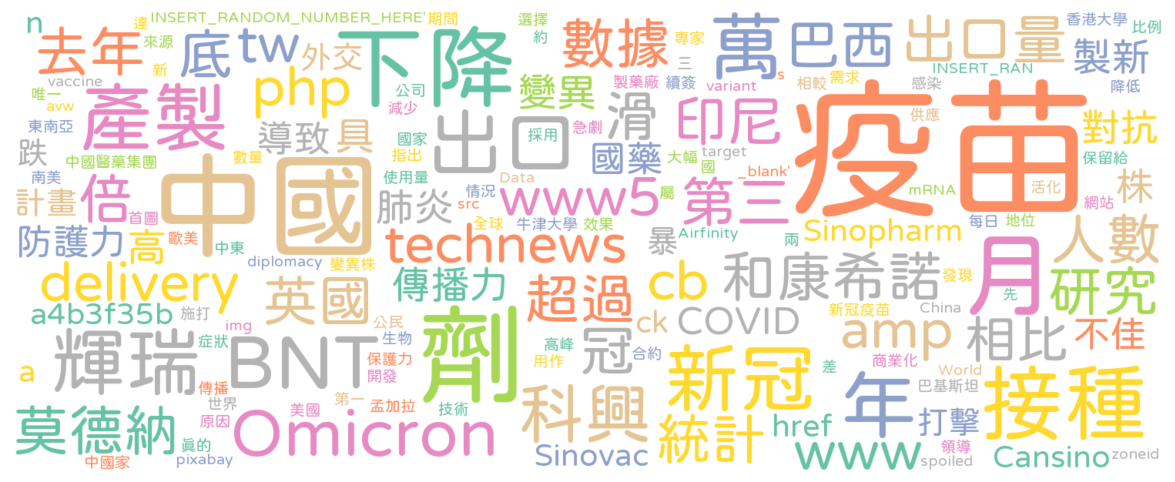 達 INSERT_RANDOM_NUMBER_HERE' 期間 選擇 香港大學 比例
n 去年 來源 底 tw 外交 下降 約 數據 專家 萬 巴西 出口量 製新
新 三 INSERT_RAN 降低
vaccine php 公司 變異 製藥廠 續簽 variant s 相較 需求 感染
唯一 avw 產製 減少 急劇 滑 印尼 疫苗 供應 對抗
東南亞 導致 具 國家 出口 採用 大幅 target 保留給
跌 中國醫藥集團 數量 指出 國藥 國 _blank'
南美 中國 使用量 情況 Data 屬 mRNA 活化 株
計畫 倍 首圖 肺炎 src www5 第三 網站
防護力 高 歐美 全球 牛津大學 效果 Airfinity 兩 Sinopharm 每日 地位 人數
中東 technews 暴
diplomacy 變異株 和康希諾 發現 月
delivery 英國 傳播力 超過 cb 先 研究
a4b3f35b 施打 img 公民 ck COVID 新冠疫苗 China
症狀 生物 高峰 冠 amp 相比 不佳
輝瑞 BNT 保護力 劑 用作 合約 差 商業化
a 開發 新冠 World
傳播 世界 第一 巴基斯坦
莫德納 美國 孟加拉 技術 科興 年 接種
原因 Omicron 統計 href 打擊
真的 領導
中國家 pixabay Sinovac www spoiled Cansino zoneid